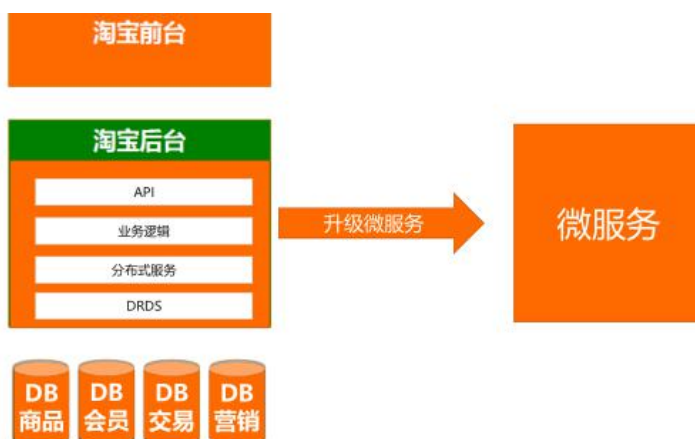 淘宝前台
淘宝后台
API
业务逻辑
分布式服务
DRDS
升级微服务
微服务
DB
商品
DB
会员
DB
交易
DB
营销